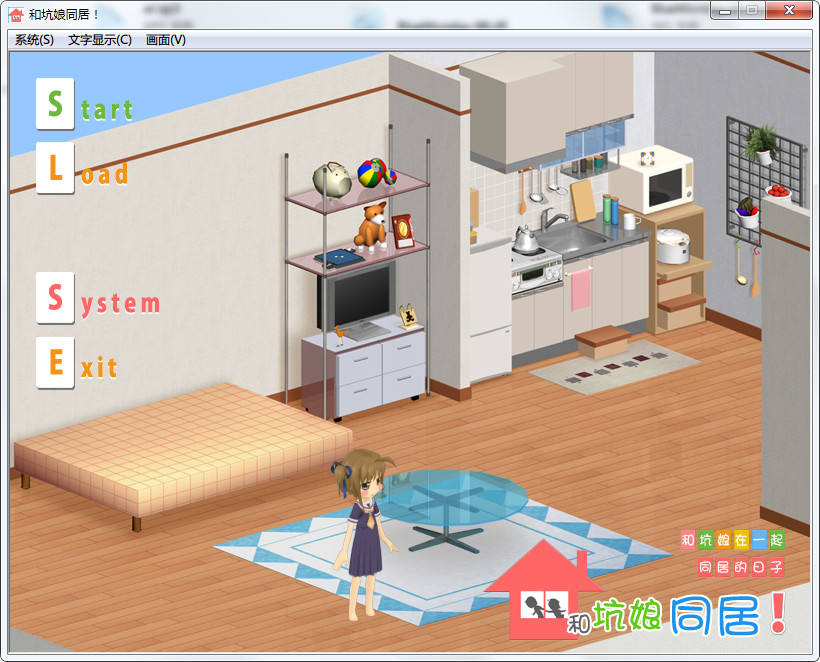 和坑娘同居！
系统(S) 文字显示(C) 画面(V)
Start
Load
System
Exit
和坑娘在一起
同居的日子
和坑娘同居！